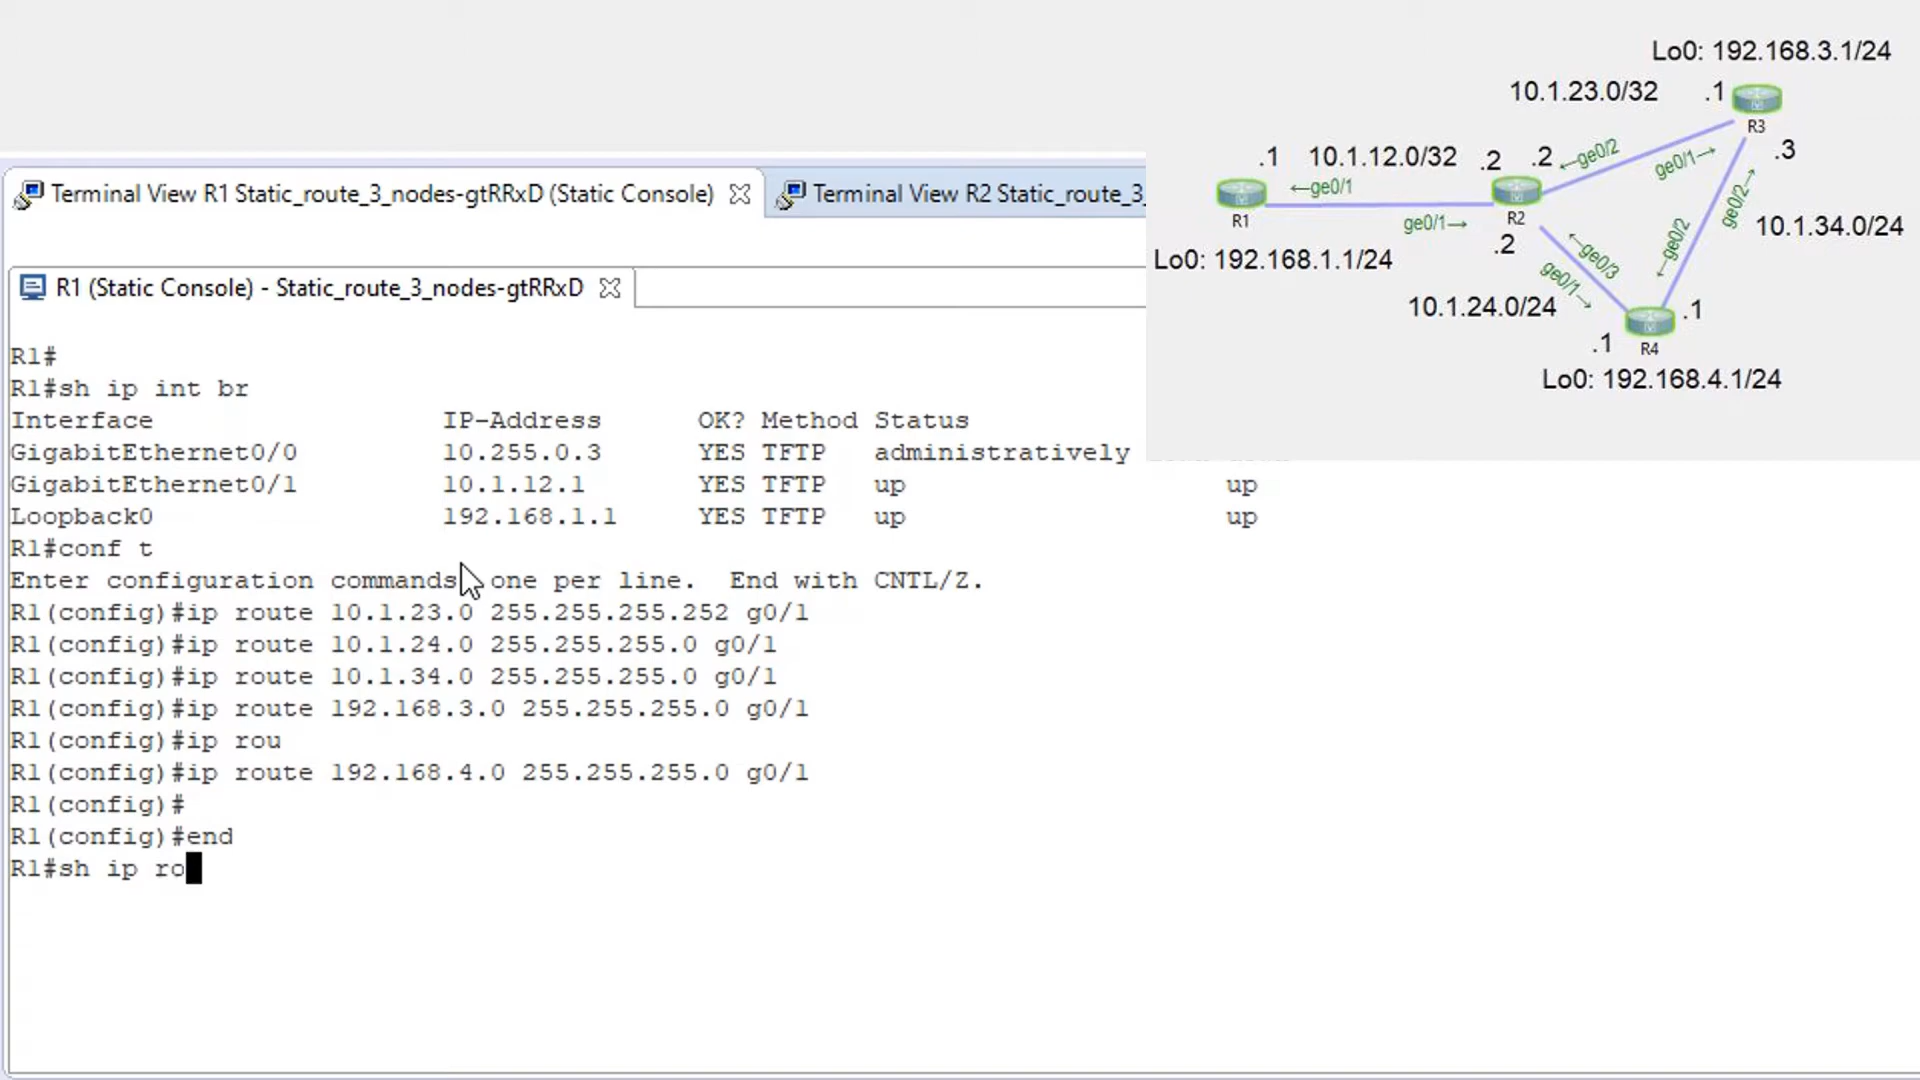 Lo0: 192.168.3.1/24
10.1.23.0/32 .1
R3
.1 10.1.12.0/32 .2 .2 ←ge0/2 ge0/1→ .3
←ge0/1
R1 ge0/1→ R2 ge0/2→ 10.1.34.0/24
.2 ←ge0/3 ←ge0/2
Lo0: 192.168.1.1/24 ge0/1→
10.1.24.0/24 .1
.1 R4
Lo0: 192.168.4.1/24
Terminal View R1 Static_route_3_nodes-gtRRxD (Static Console) Terminal View R2 Static_route_3_
R1 (Static Console) - Static_route_3_nodes-gtRRxD
R1#
R1#sh ip int br
Interface IP-Address OK? Method Status
GigabitEthernet0/0 10.255.0.3 YES TFTP administratively
GigabitEthernet0/1 10.1.12.1 YES TFTP up up
Loopback0 192.168.1.1 YES TFTP up up
R1#conf t
Enter configuration commands, one per line. End with CNTL/Z.
R1(config)#ip route 10.1.23.0 255.255.255.252 g0/1
R1(config)#ip route 10.1.24.0 255.255.255.0 g0/1
R1(config)#ip route 10.1.34.0 255.255.255.0 g0/1
R1(config)#ip route 192.168.3.0 255.255.255.0 g0/1
R1(config)#ip rou
R1(config)#ip route 192.168.4.0 255.255.255.0 g0/1
R1(config)#
R1(config)#end
R1#sh ip ro